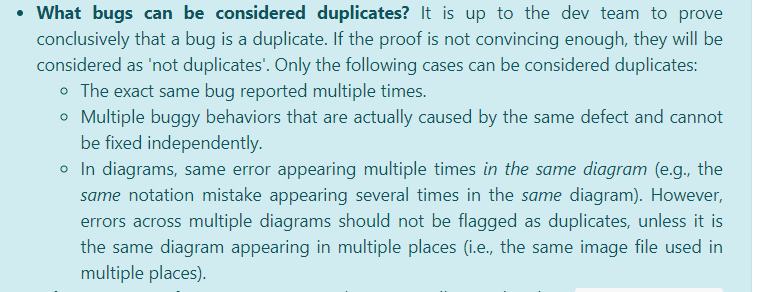 • What bugs can be considered duplicates? It is up to the dev team to prove
conclusively that a bug is a duplicate. If the proof is not convincing enough, they will be
considered as 'not duplicates'. Only the following cases can be considered duplicates:
◦ The exact same bug reported multiple times.
◦ Multiple buggy behaviors that are actually caused by the same defect and cannot
be fixed independently.
◦ In diagrams, same error appearing multiple times in the same diagram (e.g., the
same notation mistake appearing several times in the same diagram). However,
errors across multiple diagrams should not be flagged as duplicates, unless it is
the same diagram appearing in multiple places (i.e., the same image file used in
multiple places).